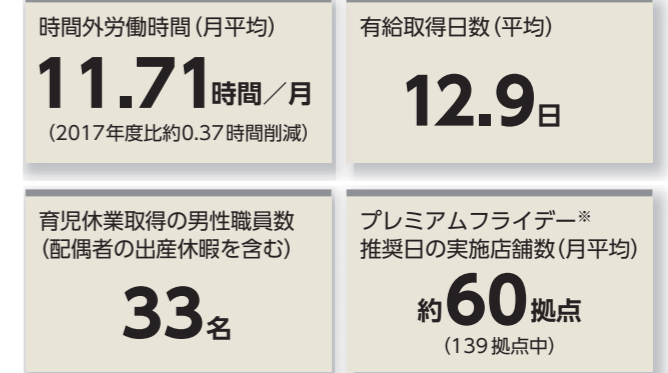 時間外労働時間（月平均）
11.71時間／月
（2017年度比約0.37時間削減）
有給取得日数（平均）
12.9日
育児休業取得の男性職員数
（配偶者の出産休暇を含む）
33名
プレミアムフライデー※
推奨日の実施店舗数（月平均）
約60拠点
（139拠点中）